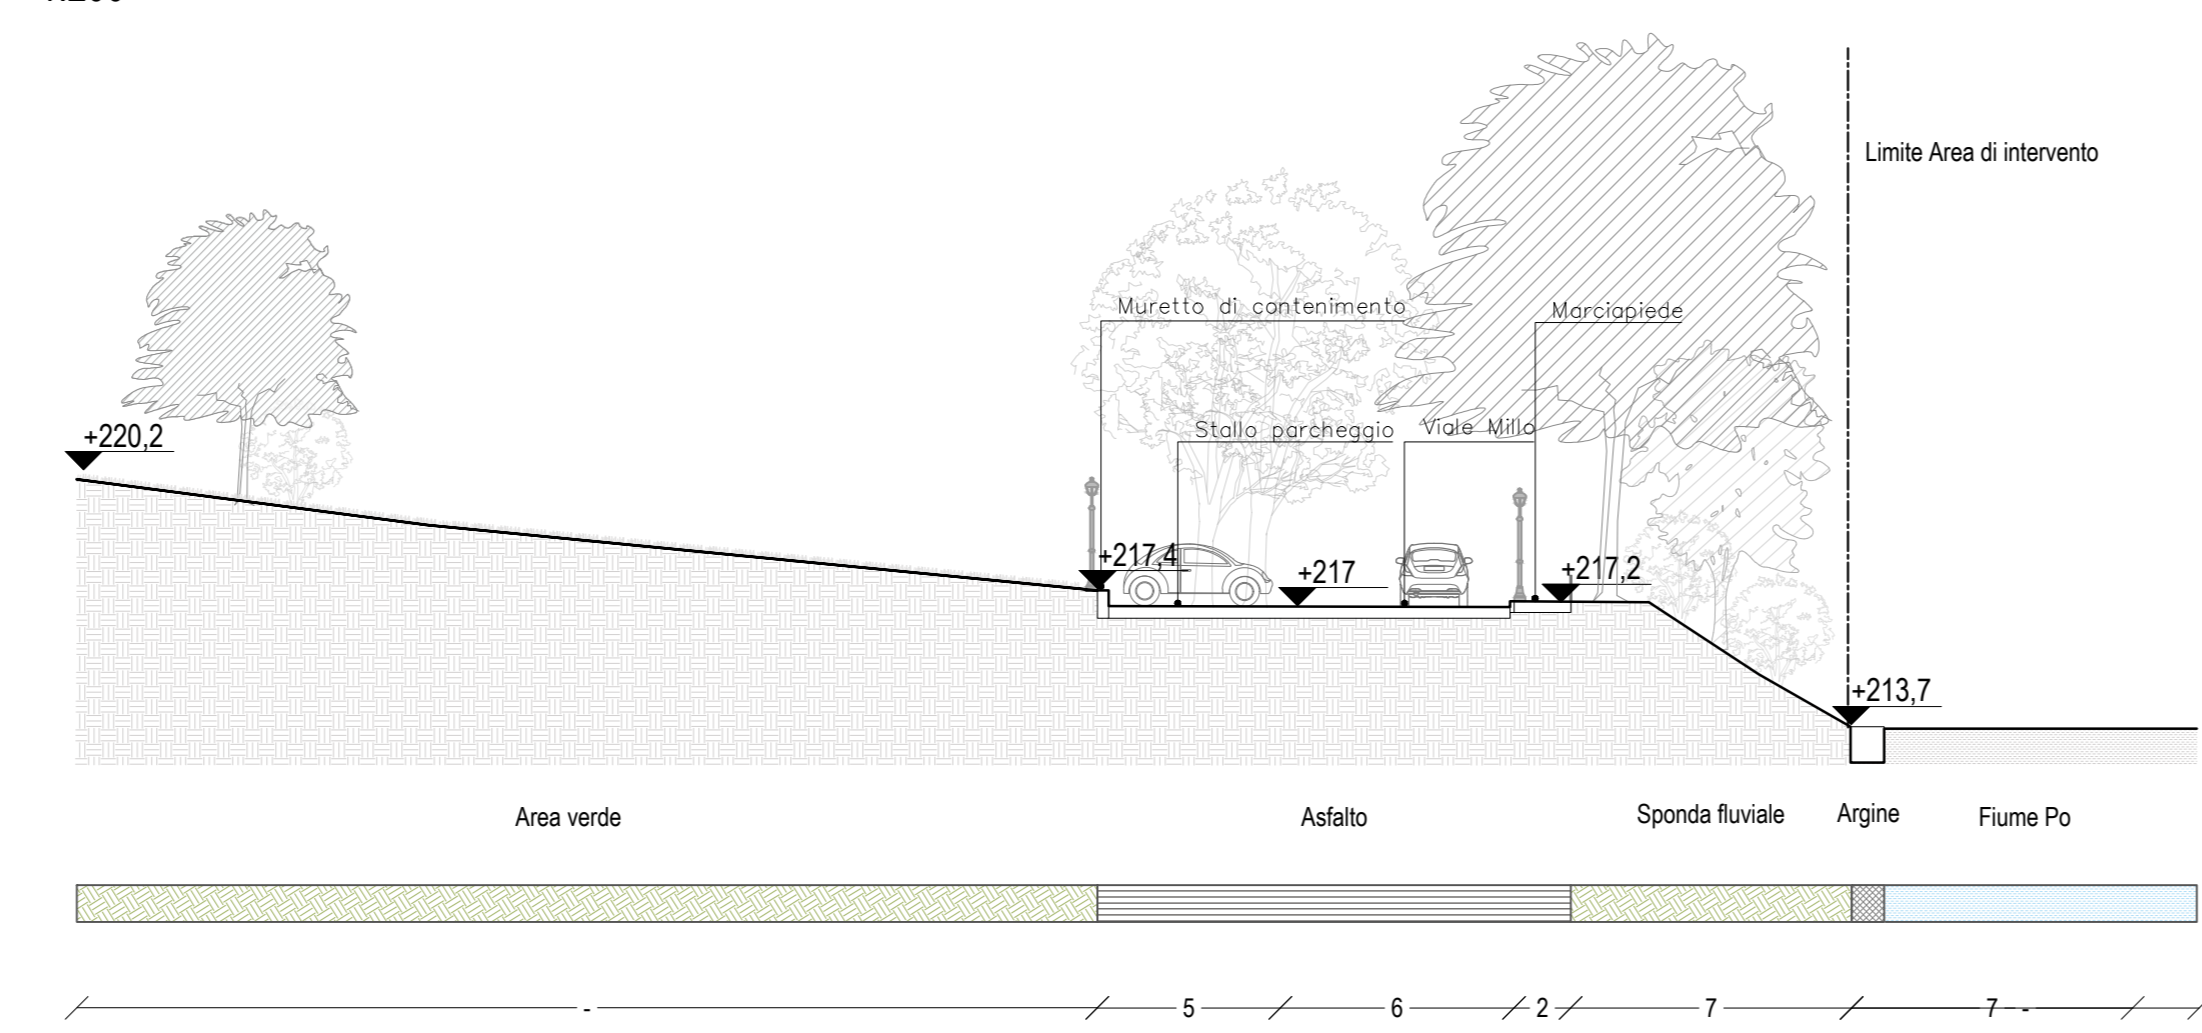 Limite Area di intervento
Muretto di contenimento
Marciapiede
+220,2
Stallo parcheggio
Viale Millo
+217,4
+217
+217,2
+213,7
Area verde
Asfalto
Sponda fluviale
Argine
Fiume Po
-
5
6
2
7
7
-